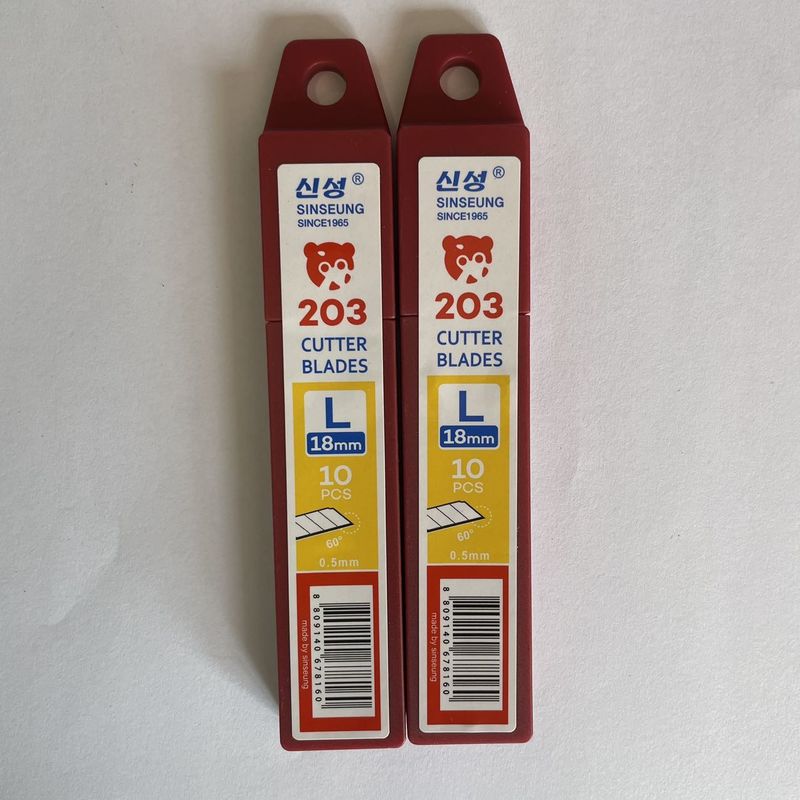 신성®
SINSEUNG
SINCE1965
203
CUTTER
BLADES
L
18mm
10
PCS
60°
0.5mm
made by sinseung
8 809140 678160
신성®
SINSEUNG
SINCE1965
203
CUTTER
BLADES
L
18mm
10
PCS
60°
0.5mm
made by sinseung
8 809140 678160